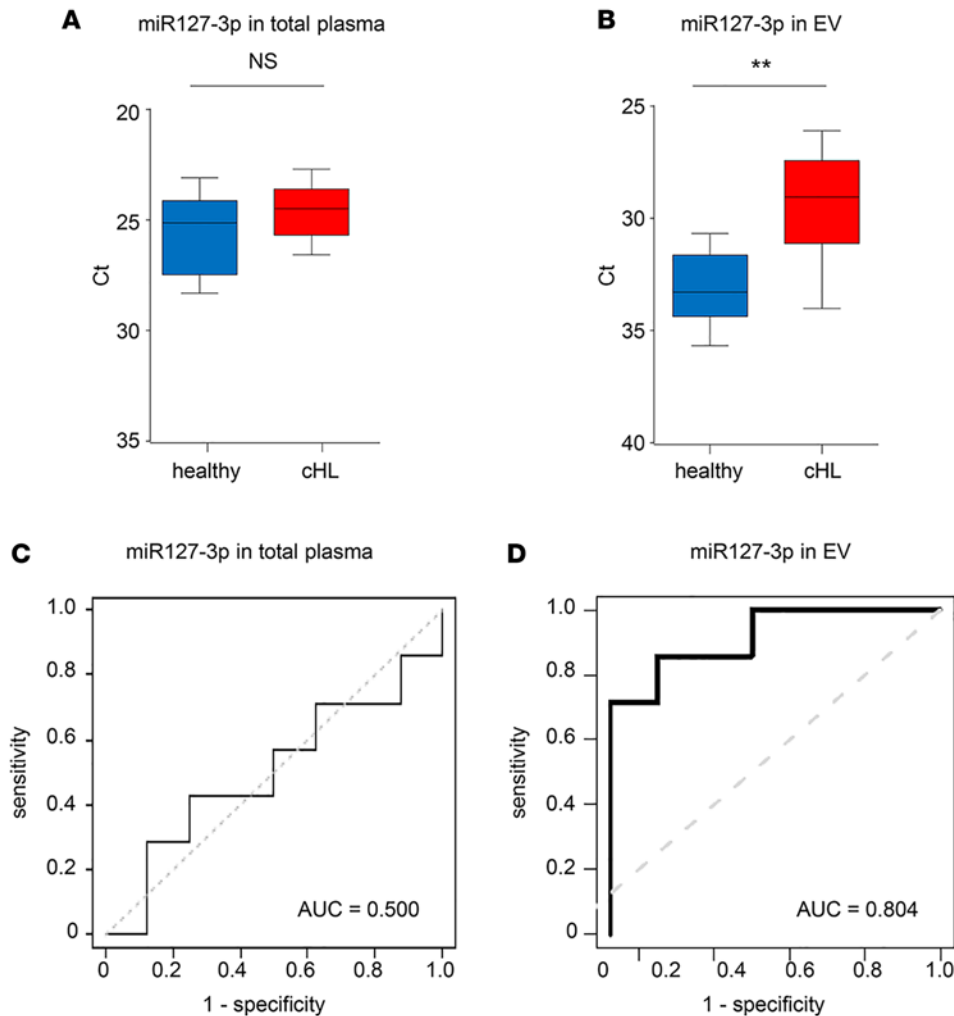 A
miR127-3p in total plasma
NS
20
25
30
35
Ct
healthy
cHL
B
miR127-3p in EV
**
25
30
35
40
Ct
healthy
cHL
C
miR127-3p in total plasma
1.0
0.8
0.6
0.4
0.2
0
sensitivity
AUC = 0.500
0 0.2 0.4 0.6 0.8 1.0
1 - specificity
D
miR127-3p in EV
1.0
0.8
0.6
0.4
0.2
0
sensitivity
AUC = 0.804
0 0.2 0.4 0.6 0.8 1.0
1 - specificity